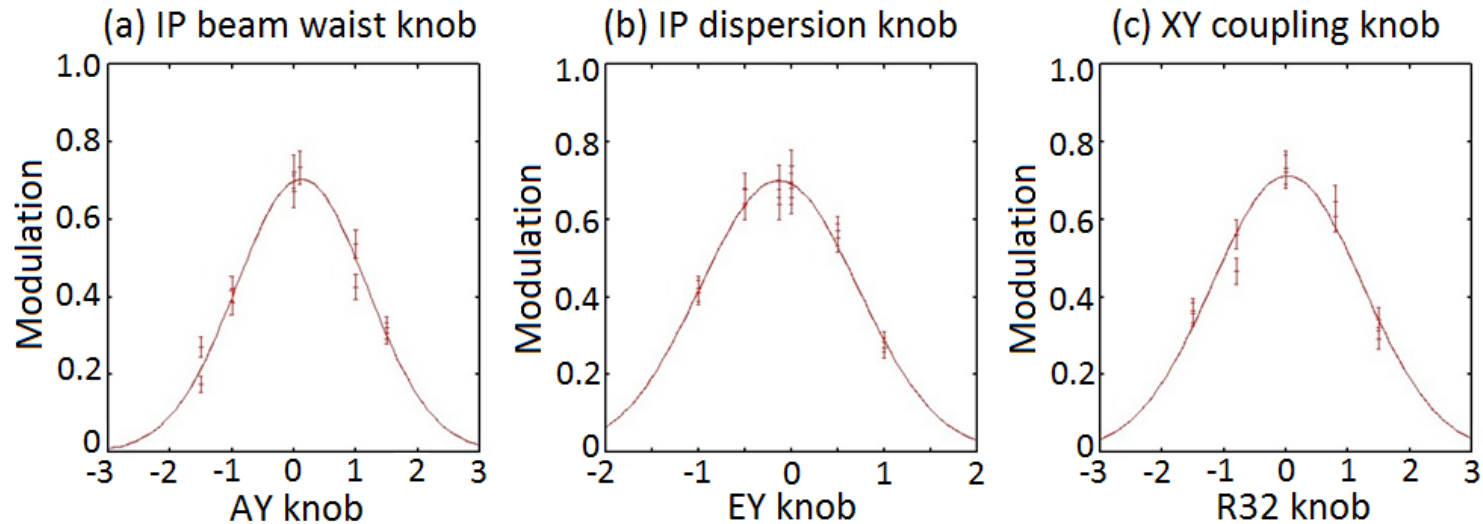 (a) IP beam waist knob
(b) IP dispersion knob
(c) XY coupling knob
Modulation
1.0
0.8
0.6
0.4
0.2
0
-3 -2 -1 0 1 2 3
AY knob
Modulation
1.0
0.8
0.6
0.4
0.2
0
-2 -1 0 1 2
EY knob
Modulation
1.0
0.8
0.6
0.4
0.2
0
-3 -2 -1 0 1 2 3
R32 knob